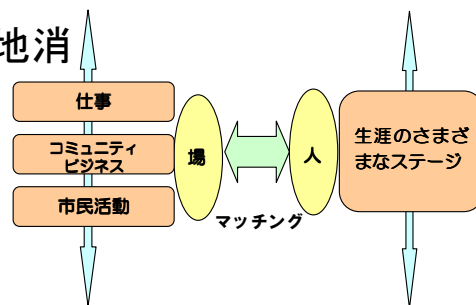 地消
仕事
コミュニティ
ビジネス
市民活動
場
人
マッチング
生涯のさまざ
まなステージ